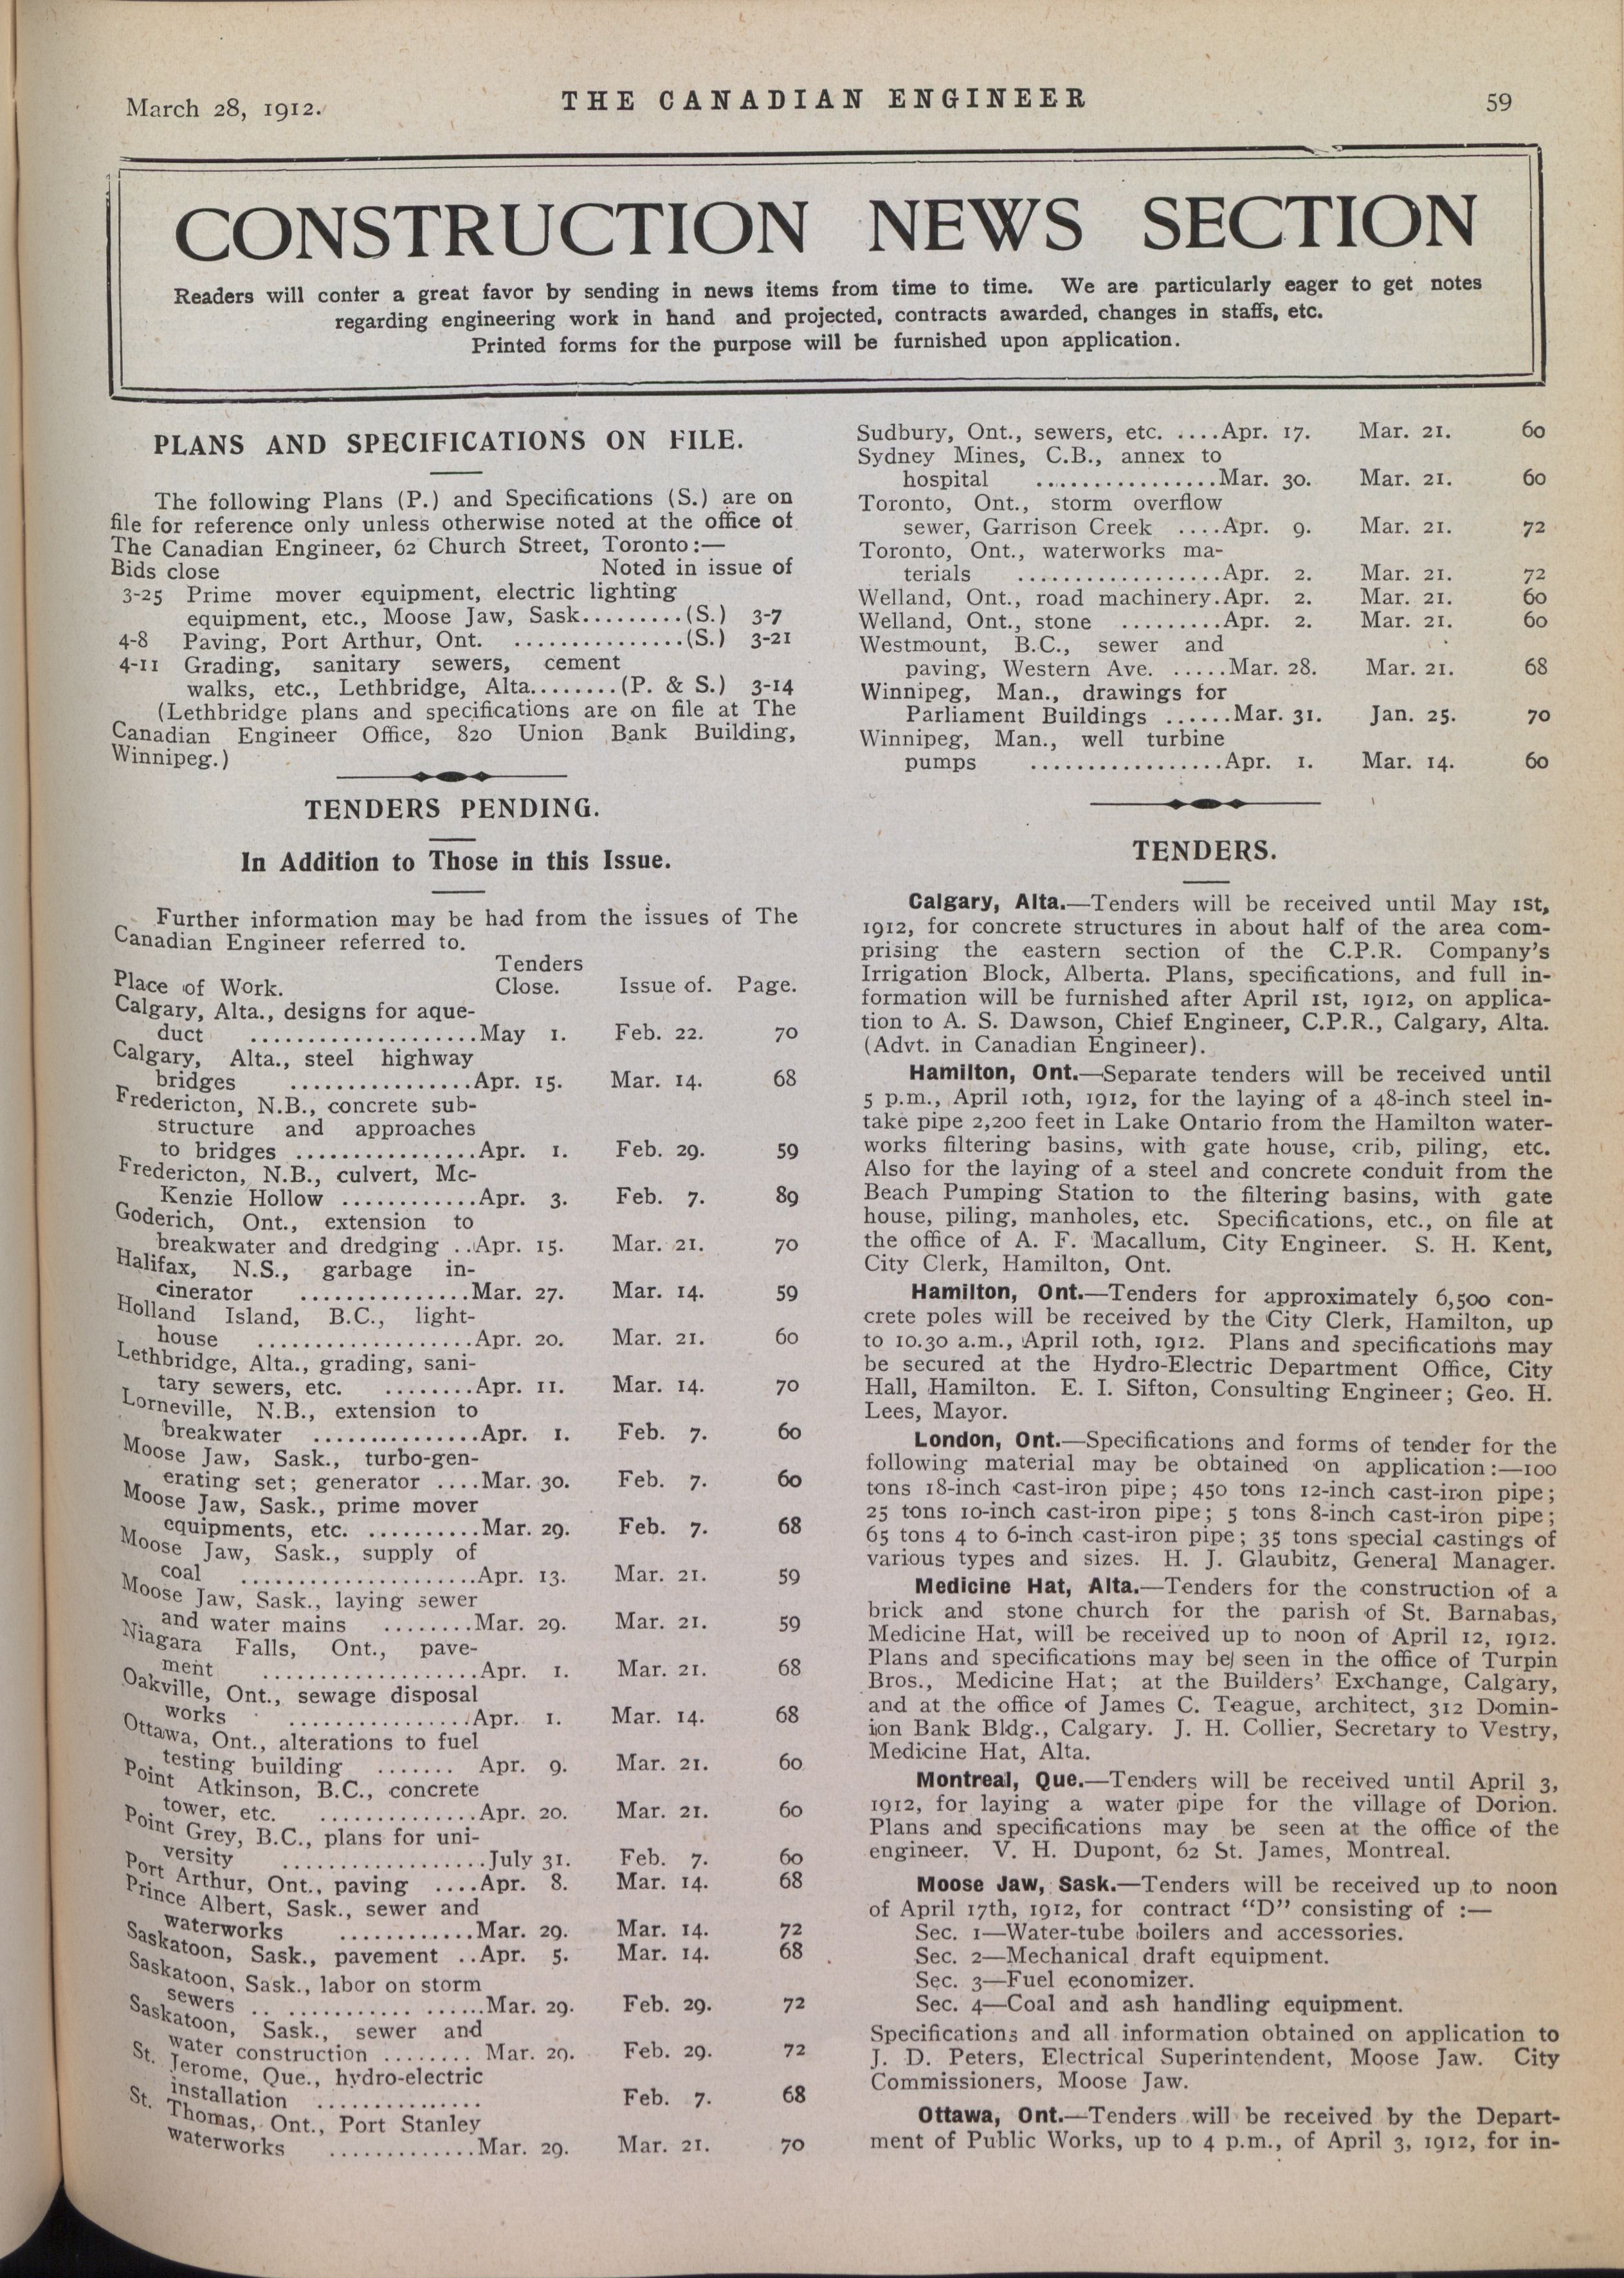 March 28, 1912.
THE CANADIAN ENGINEER
59
CONSTRUCTION NEWS SECTION
Readers will confer a great favor by sending in news items from time to time. We are particularly eager to get notes
regarding engineering work in hand and projected, contracts awarded, changes in staffs, etc.
Printed forms for the purpose will be furnished upon application.
PLANS AND SPECIFICATIONS ON FILE.
The following Plans (P.) and Specifications (S.) are on
file for reference only unless otherwise noted at the office of
The Canadian Engineer, 62 Church Street, Toronto:—
Bids close Noted in issue of
3-25 Prime mover equipment, electric lighting
equipment, etc., Moose Jaw, Sask.........(S.) 3-7
4-8 Paving, Port Arthur, Ont. ...............(S.) 3-21
4-11 Grading, sanitary sewers, cement
walks, etc., Lethbridge, Alta........(P. & S.) 3-14
(Lethbridge plans and specifications are on file at The
Canadian Engineer Office, 820 Union Bank Building,
Winnipeg.)
TENDERS PENDING.
In Addition to Those in this Issue.
Further information may be had from the issues of The
Canadian Engineer referred to.
Tenders
Place of Work. Close. Issue of. Page.
Calgary, Alta., designs for aque-
duct ....................May 1. Feb. 22. 70
Calgary, Alta., steel highway
bridges ................Apr. 15. Mar. 14. 68
Fredericton, N.B., concrete sub-
structure and approaches
to bridges ................Apr. 1. Feb. 29. 59
Fredericton, N.B., culvert, Mc-
Kenzie Hollow ............Apr. 3. Feb. 7. 89
Goderich, Ont., extension to
breakwater and dredging ..Apr. 15. Mar. 21. 70
Halifax, N.S., garbage in-
cinerator ...............Mar. 27. Mar. 14. 59
Holland Island, B.C., light-
house ...................Apr. 20. Mar. 21. 60
Lethbridge, Alta., grading, sani-
tary sewers, etc. ........Apr. 11. Mar. 14. 70
Lorneville, N.B., extension to
breakwater ...............Apr. 1. Feb. 7. 60
Moose Jaw, Sask., turbo-gen-
erating set; generator ....Mar. 30. Feb. 7. 60
Moose Jaw, Sask., prime mover
equipments, etc. ..........Mar. 29. Feb. 7. 68
Moose Jaw, Sask., supply of
coal .....................Apr. 13. Mar. 21. 59
Moose Jaw, Sask., laying sewer
and water mains ........Mar. 29. Mar. 21. 59
Niagara Falls, Ont., pave-
ment ...................Apr. 1. Mar. 21. 68
Oakville, Ont., sewage disposal
works ................Apr. 1. Mar. 14. 68
Ottawa, Ont., alterations to fuel
testing building ....... Apr. 9. Mar. 21. 60
Point Atkinson, B.C., concrete
tower, etc. ..............Apr. 20. Mar. 21. 60
Point Grey, B.C., plans for uni-
versity ..................July 31. Feb. 7. 60
Port Arthur, Ont., paving ....Apr. 8. Mar. 14. 68
Prince Albert, Sask., sewer and
waterworks ............Mar. 29. Mar. 14. 72
Saskatoon, Sask., pavement ..Apr. 5. Mar. 14. 68
Saskatoon, Sask., labor on storm
sewers .. ........... ......Mar. 29. Feb. 29. 72
Saskatoon, Sask., sewer and
water construction ........ Mar. 29. Feb. 29. 72
St. Jerome, Que., hydro-electric
installation ............... Feb. 7. 68
St. Thomas, Ont., Port Stanley
waterworks .............Mar. 29. Mar. 21. 70
Sudbury, Ont., sewers, etc. ....Apr. 17. Mar. 21. 60
Sydney Mines, C.B., annex to
hospital ................Mar. 30. Mar. 21. 60
Toronto, Ont., storm overflow
sewer, Garrison Creek ....Apr. 9. Mar. 21. 72
Toronto, Ont., waterworks ma-
terials ..................Apr. 2. Mar. 21. 72
Welland, Ont., road machinery.Apr. 2. Mar. 21. 60
Welland, Ont., stone .........Apr. 2. Mar. 21. 60
Westmount, B.C., sewer and
paving, Western Ave. .....Mar. 28. Mar. 21. 68
Winnipeg, Man., drawings for
Parliament Buildings ......Mar. 31. Jan. 25. 70
Winnipeg, Man., well turbine
pumps .................Apr. 1. Mar. 14. 60
TENDERS.
Calgary, Alta.—Tenders will be received until May 1st,
1912, for concrete structures in about half of the area com-
prising the eastern section of the C.P.R. Company's
Irrigation Block, Alberta. Plans, specifications, and full in-
formation will be furnished after April 1st, 1912, on applica-
tion to A. S. Dawson, Chief Engineer, C.P.R., Calgary, Alta.
(Advt. in Canadian Engineer).
Hamilton, Ont.—Separate tenders will be received until
5 p.m., April 10th, 1912, for the laying of a 48-inch steel in-
take pipe 2,200 feet in Lake Ontario from the Hamilton water-
works filtering basins, with gate house, crib, piling, etc.
Also for the laying of a steel and concrete conduit from the
Beach Pumping Station to the filtering basins, with gate
house, piling, manholes, etc. Specifications, etc., on file at
the office of A. F. Macallum, City Engineer. S. H. Kent,
City Clerk, Hamilton, Ont.
Hamilton, Ont.—Tenders for approximately 6,500 con-
crete poles will be received by the City Clerk, Hamilton, up
to 10.30 a.m., April 10th, 1912. Plans and specifications may
be secured at the Hydro-Electric Department Office, City
Hall, Hamilton. E. I. Sifton, Consulting Engineer; Geo. H.
Lees, Mayor.
London, Ont.—Specifications and forms of tender for the
following material may be obtained on application:—100
tons 18-inch cast-iron pipe; 450 tons 12-inch cast-iron pipe;
25 tons 10-inch cast-iron pipe; 5 tons 8-inch cast-iron pipe;
65 tons 4 to 6-inch cast-iron pipe; 35 tons special castings of
various types and sizes. H. J. Glaubitz, General Manager.
Medicine Hat, Alta.—Tenders for the construction of a
brick and stone church for the parish of St. Barnabas,
Medicine Hat, will be received up to noon of April 12, 1912.
Plans and specifications may be seen in the office of Turpin
Bros., Medicine Hat; at the Builders' Exchange, Calgary,
and at the office of James C. Teague, architect, 312 Domin-
ion Bank Bldg., Calgary. J. H. Collier, Secretary to Vestry,
Medicine Hat, Alta.
Montreal, Que.—Tenders will be received until April 3,
1912, for laying a water pipe for the village of Dorion.
Plans and specifications may be seen at the office of the
engineer. V. H. Dupont, 62 St. James, Montreal.
Moose Jaw, Sask.—Tenders will be received up to noon
of April 17th, 1912, for contract "D" consisting of :—
Sec. 1—Water-tube boilers and accessories.
Sec. 2—Mechanical draft equipment.
Sec. 3—Fuel economizer.
Sec. 4—Coal and ash handling equipment.
Specifications and all information obtained on application to
J. D. Peters, Electrical Superintendent, Moose Jaw. City
Commissioners, Moose Jaw.
Ottawa, Ont.—Tenders will be received by the Depart-
ment of Public Works, up to 4 p.m., of April 3, 1912, for in-